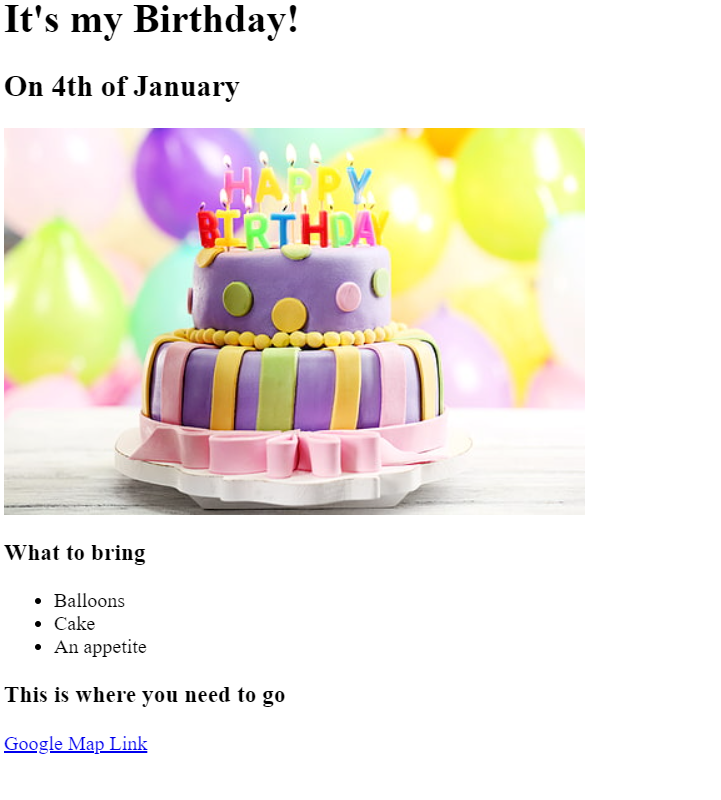 It's my Birthday!
On 4th of January
HAPPY
BIRTHDAY
What to bring
Balloons
Cake
An appetite
This is where you need to go
Google Map Link